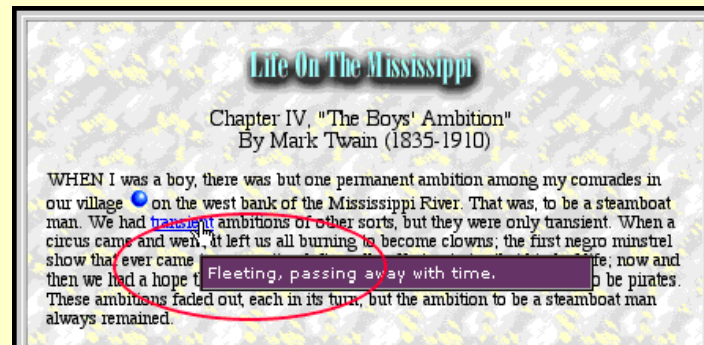 Life On The Mississippi
Chapter IV, "The Boys' Ambition"
By Mark Twain (1835-1910)
WHEN I was a boy, there was but one permanent ambition among my comrades in
our village on the west bank of the Mississippi River. That was, to be a steamboat
man. We had transient ambitions of other sorts, but they were only transient. When a
circus came and went, it left us all burning to become clowns; the first negro minstrel
show that ever came life; now and
Fleeting, passing away with time.
then we had a hope to be pirates.
These ambitions faded out, each in its turn; but the ambition to be a steamboat man
always remained.